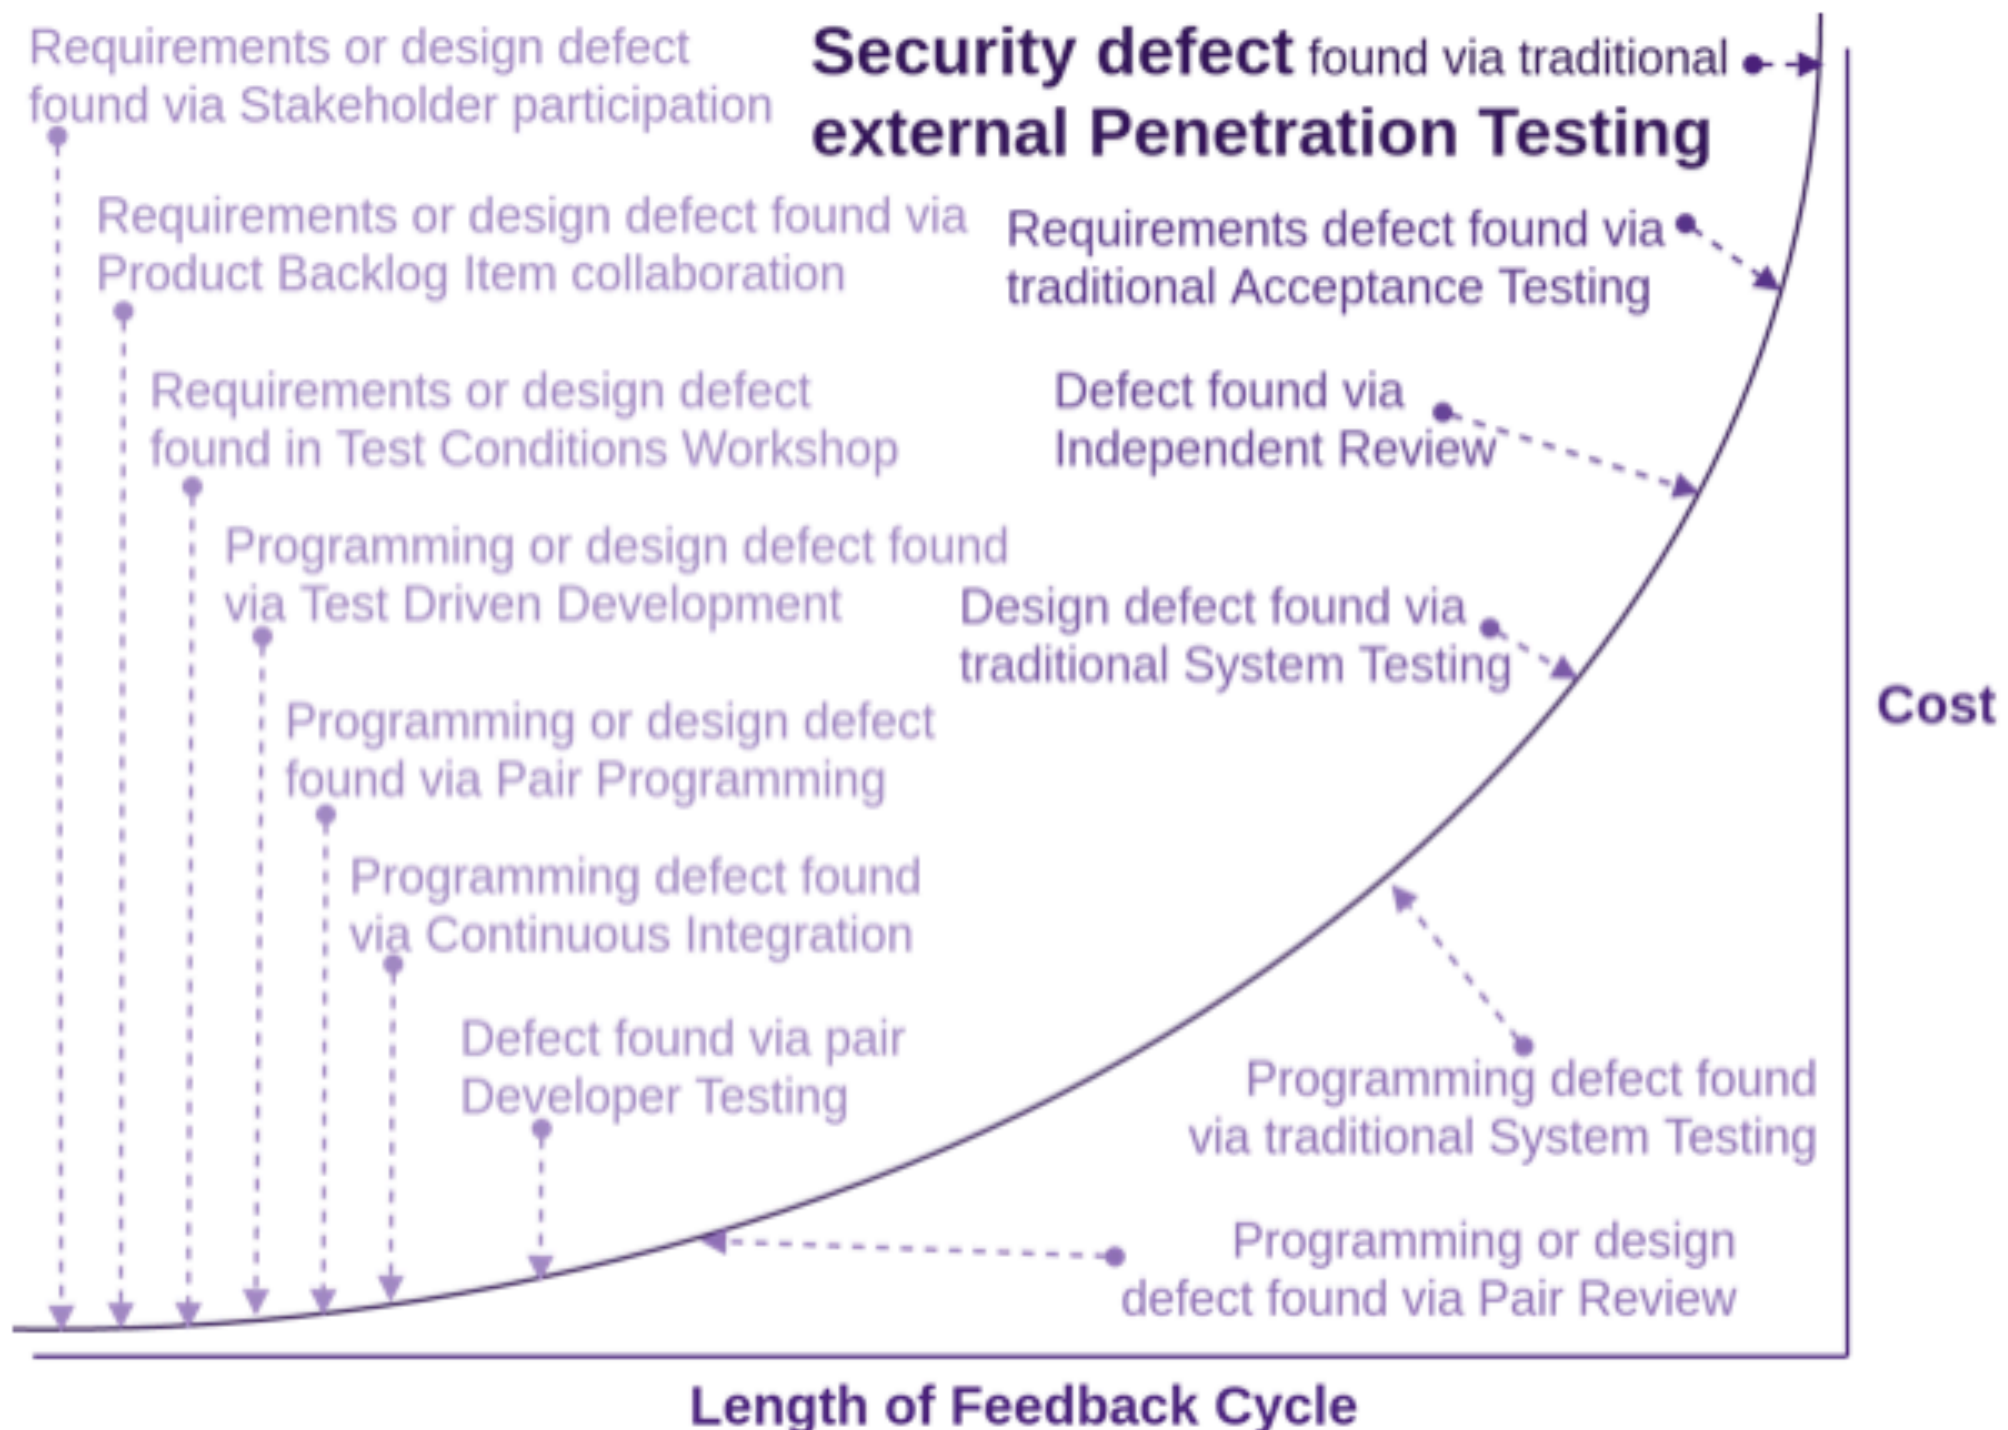 Requirements or design defect
found via Stakeholder participation
Security defect found via traditional
external Penetration Testing
Requirements or design defect found via
Product Backlog Item collaboration
Requirements defect found via
traditional Acceptance Testing
Requirements or design defect
found in Test Conditions Workshop
Defect found via
Independent Review
Programming or design defect found
via Test Driven Development
Design defect found via
traditional System Testing
Programming or design defect
found via Pair Programming
Cost
Programming defect found
via Continuous Integration
Defect found via pair
Developer Testing
Programming defect found
via traditional System Testing
Programming or design
defect found via Pair Review
Length of Feedback Cycle